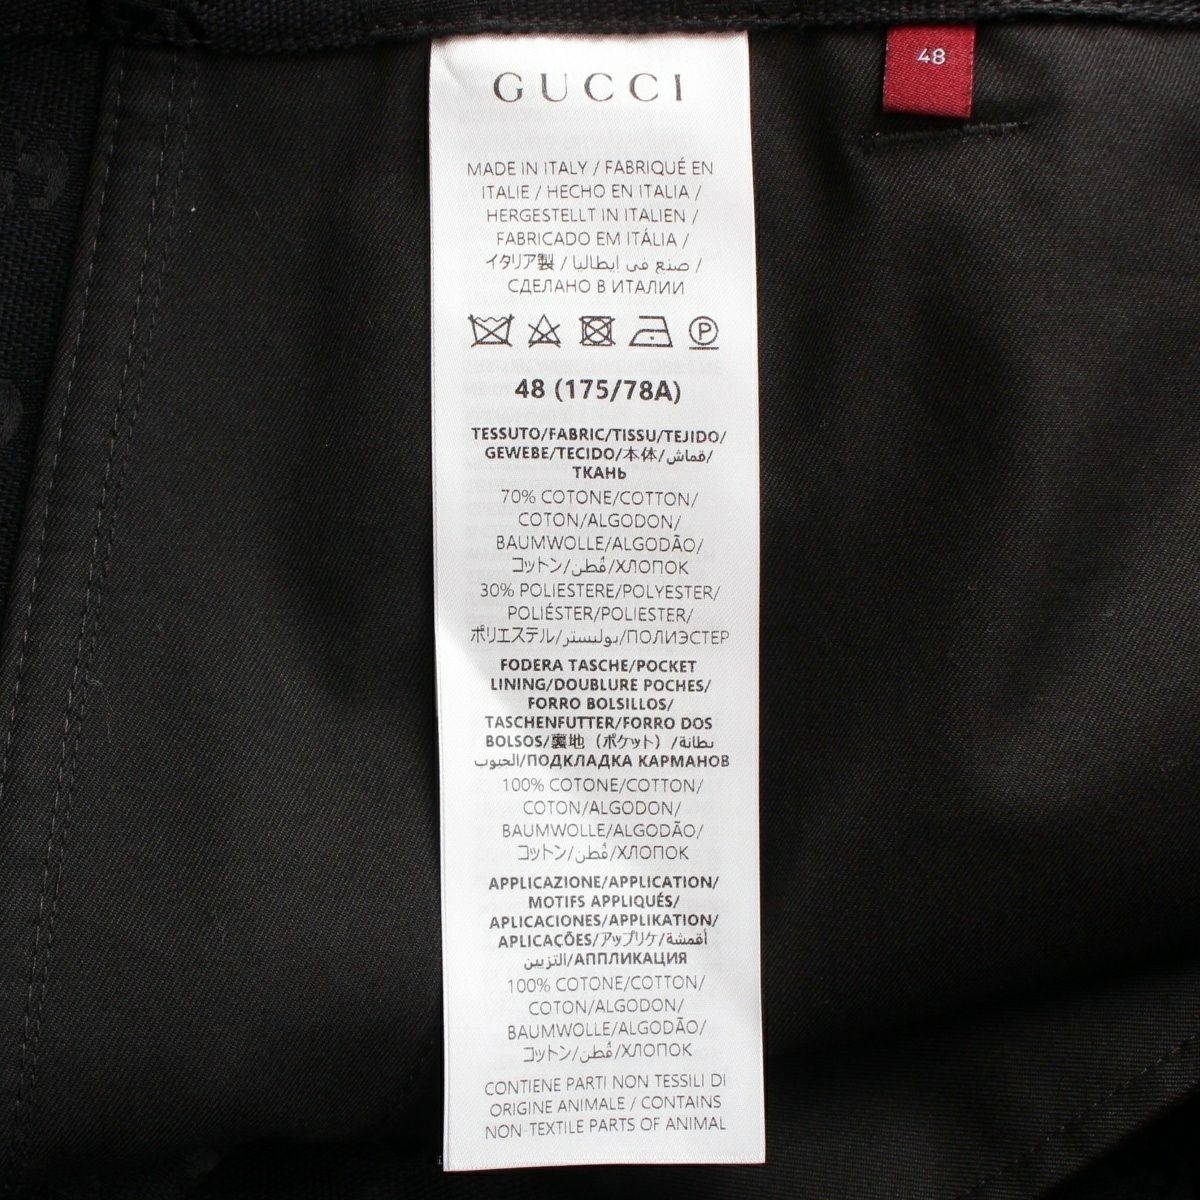 GUCCI
48
MADE IN ITALY / FABRIQUÉ EN
ITALIE / HECHO EN ITALIA /
HERGESTELLT IN ITALIEN /
FABRICADO EM ITÁLIA /
イタリア製 / صنع في إيطاليا /
СДЕЛАНО В ИТАЛИИ
P
48 (175/78A)
TESSUTO/FABRIC/TISSU/TEJIDO/
GEWEBE/TECIDO/本体/قماش/
ТКАНЬ
70% COTONE/COTTON/
COTON/ALGODON/
BAUMWOLLE/ALGODÃO/
コットン/قُطن/ХЛОПОК
30% POLIESTERE/POLYESTER/
POLIÉSTER/POLIESTER/
ポリエステル/بوليستر/ПОЛИЭСТЕР
FODERA TASCHE/POCKET
LINING/DOUBLURE POCHES/
FORRO BOLSILLOS/
TASCHENFUTTER/FORRO DOS
BOLSOS/裏地（ポケット）/بطانة
الجيوب/ПОДКЛАДКА КАРМАНОВ
100% COTONE/COTTON/
COTON/ALGODON/
BAUMWOLLE/ALGODÃO/
コットン/قُطن/ХЛОПОК
APPLICAZIONE/APPLICATION/
MOTIFS APPLIQUÉS/
APLICACIONES/APPLIKATION/
APLICAÇÕES/アップリケ/أقمشة
التزيين/АППЛИКАЦИЯ
100% COTONE/COTTON/
COTON/ALGODON/
BAUMWOLLE/ALGODÃO/
コットン/قُطن/ХЛОПОК
CONTIENE PARTI NON TESSILI DI
ORIGINE ANIMALE / CONTAINS
NON-TEXTILE PARTS OF ANIMAL